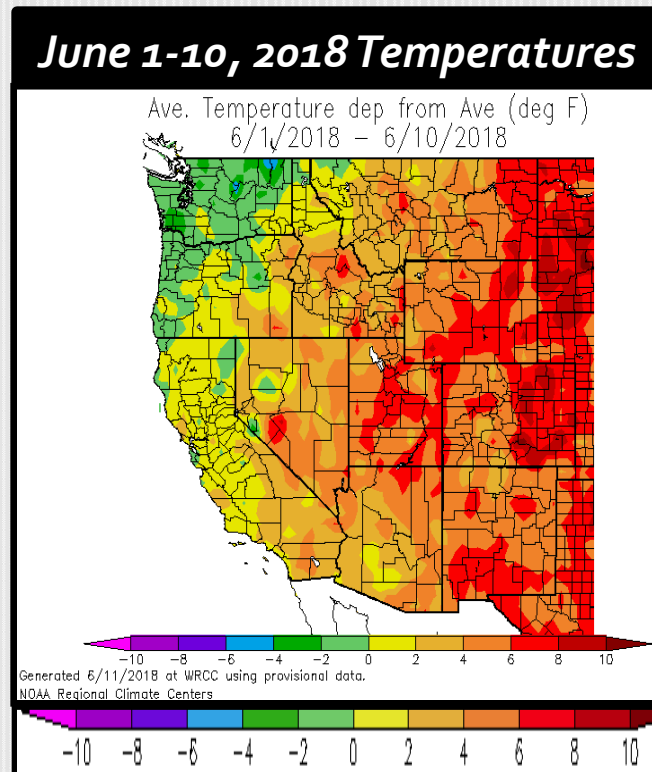 June 1-10, 2018 Temperatures
Ave. Temperature dep from Ave (deg F)
6/1/2018 – 6/10/2018
-10 -8 -6 -4 -2 0 2 4 6 8 10
Generated 6/11/2018 at WRCC using provisional data.
NOAA Regional Climate Centers
-10 -8 -6 -4 -2 0 2 4 6 8 10